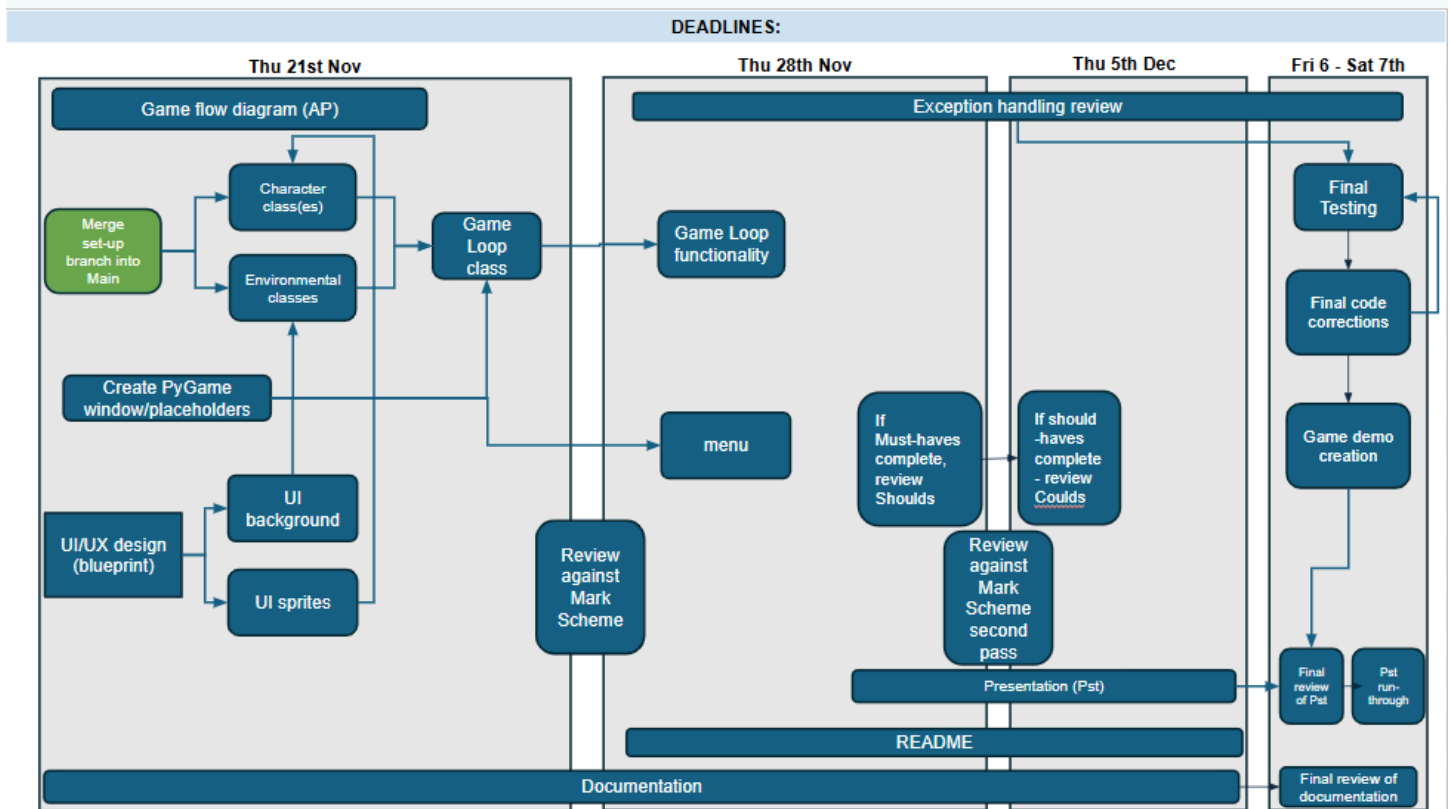 DEADLINES:
Thu 21st Nov
Thu 28th Nov
Thu 5th Dec
Fri 6 - Sat 7th
Game flow diagram (AP)
Exception handling review
Merge
set-up
branch into
Main
Character
class(es)
Environmental
classes
Game
Loop
class
Game Loop
functionality
Final
Testing
Final code
corrections
Create PyGame
window/placeholders
menu
If
Must-haves
complete,
review
Shoulds
If should
-haves
complete
- review
Coulds
Game demo
creation
UI/UX design
(blueprint)
UI
background
UI sprites
Review
against
Mark
Scheme
Review
against
Mark
Scheme
second
pass
Presentation (Pst)
Final
review
of Pst
Pst
run-
through
README
Documentation
Final review of
documentation